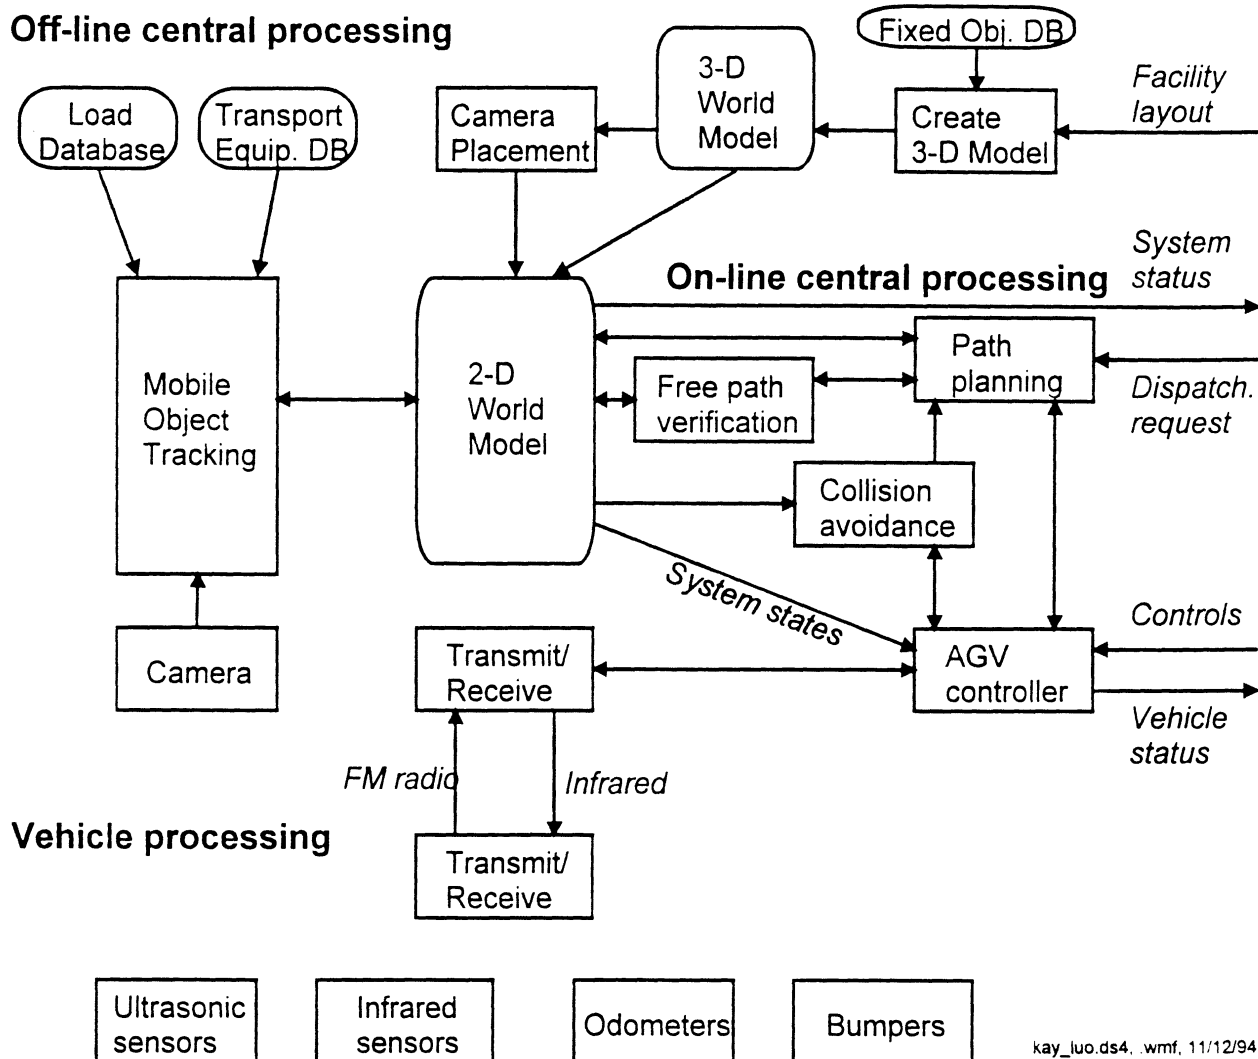 Off-line central processing
Fixed Obj. DB
Load
Database
Transport
Equip. DB
Camera
Placement
3-D
World
Model
Create
3-D Model
Facility
layout
System
status
On-line central processing
Mobile
Object
Tracking
2-D
World
Model
Free path
verification
Path
planning
Dispatch.
request
Collision
avoidance
System states
Camera
Transmit/
Receive
AGV
controller
Controls
Vehicle
status
FM radio
Infrared
Vehicle processing
Transmit/
Receive
Ultrasonic
sensors
Infrared
sensors
Odometers
Bumpers
kay_luo.ds4, .wmf, 11/12/94